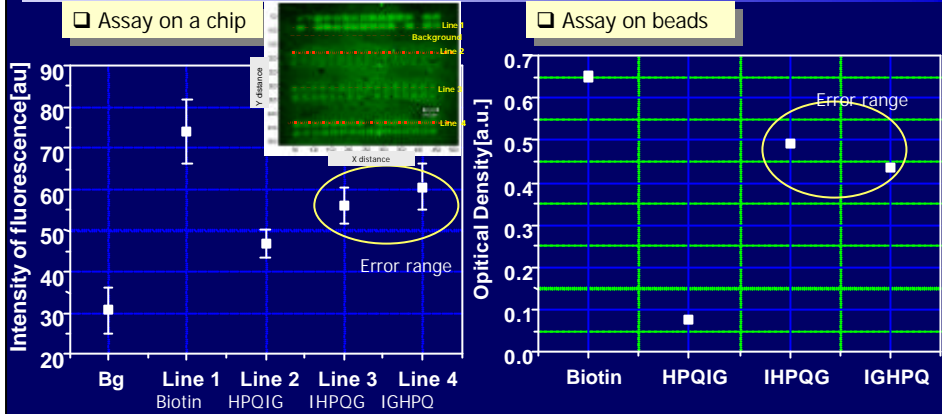 ❑ Assay on a chip
Line 1
Background
Line 2
Line 3
Line 4
Y distance
X distance
Intensity of fluorescence[au]
90
80
70
60
50
40
30
20
Error range
Bg Line 1 Line 2 Line 3 Line 4
Biotin HPQIG IHPQG IGHPQ
❑ Assay on beads
Opitical Density[a.u.]
0.7
0.6
0.5
0.4
0.3
0.2
0.1
0.0
Error range
Biotin HPQIG IHPQG IGHPQ